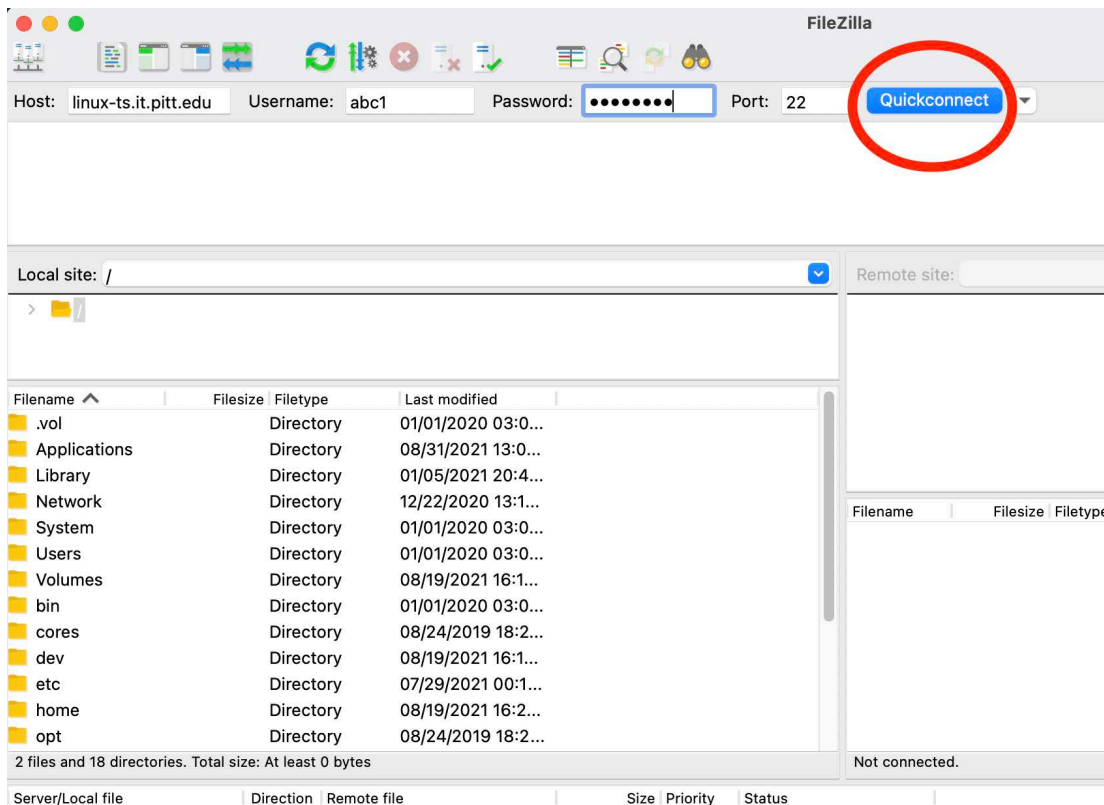 FileZilla
Host: linux-ts.it.pitt.edu Username: abc1 Password: ●●●●●●●● Port: 22 Quickconnect
Local site: / Remote site:
/
Filename Filesize Filetype Last modified
.vol Directory 01/01/2020 03:0...
Applications Directory 08/31/2021 13:0...
Library Directory 01/05/2021 20:4...
Network Directory 12/22/2020 13:1...
System Directory 01/01/2020 03:0...
Users Directory 01/01/2020 03:0...
Volumes Directory 08/19/2021 16:1...
bin Directory 01/01/2020 03:0...
cores Directory 08/24/2019 18:2...
dev Directory 08/19/2021 16:1...
etc Directory 07/29/2021 00:1...
home Directory 08/19/2021 16:2...
opt Directory 08/24/2019 18:2...
2 files and 18 directories. Total size: At least 0 bytes
Filename Filesize Filetype
Not connected.
Server/Local file Direction Remote file Size Priority Status